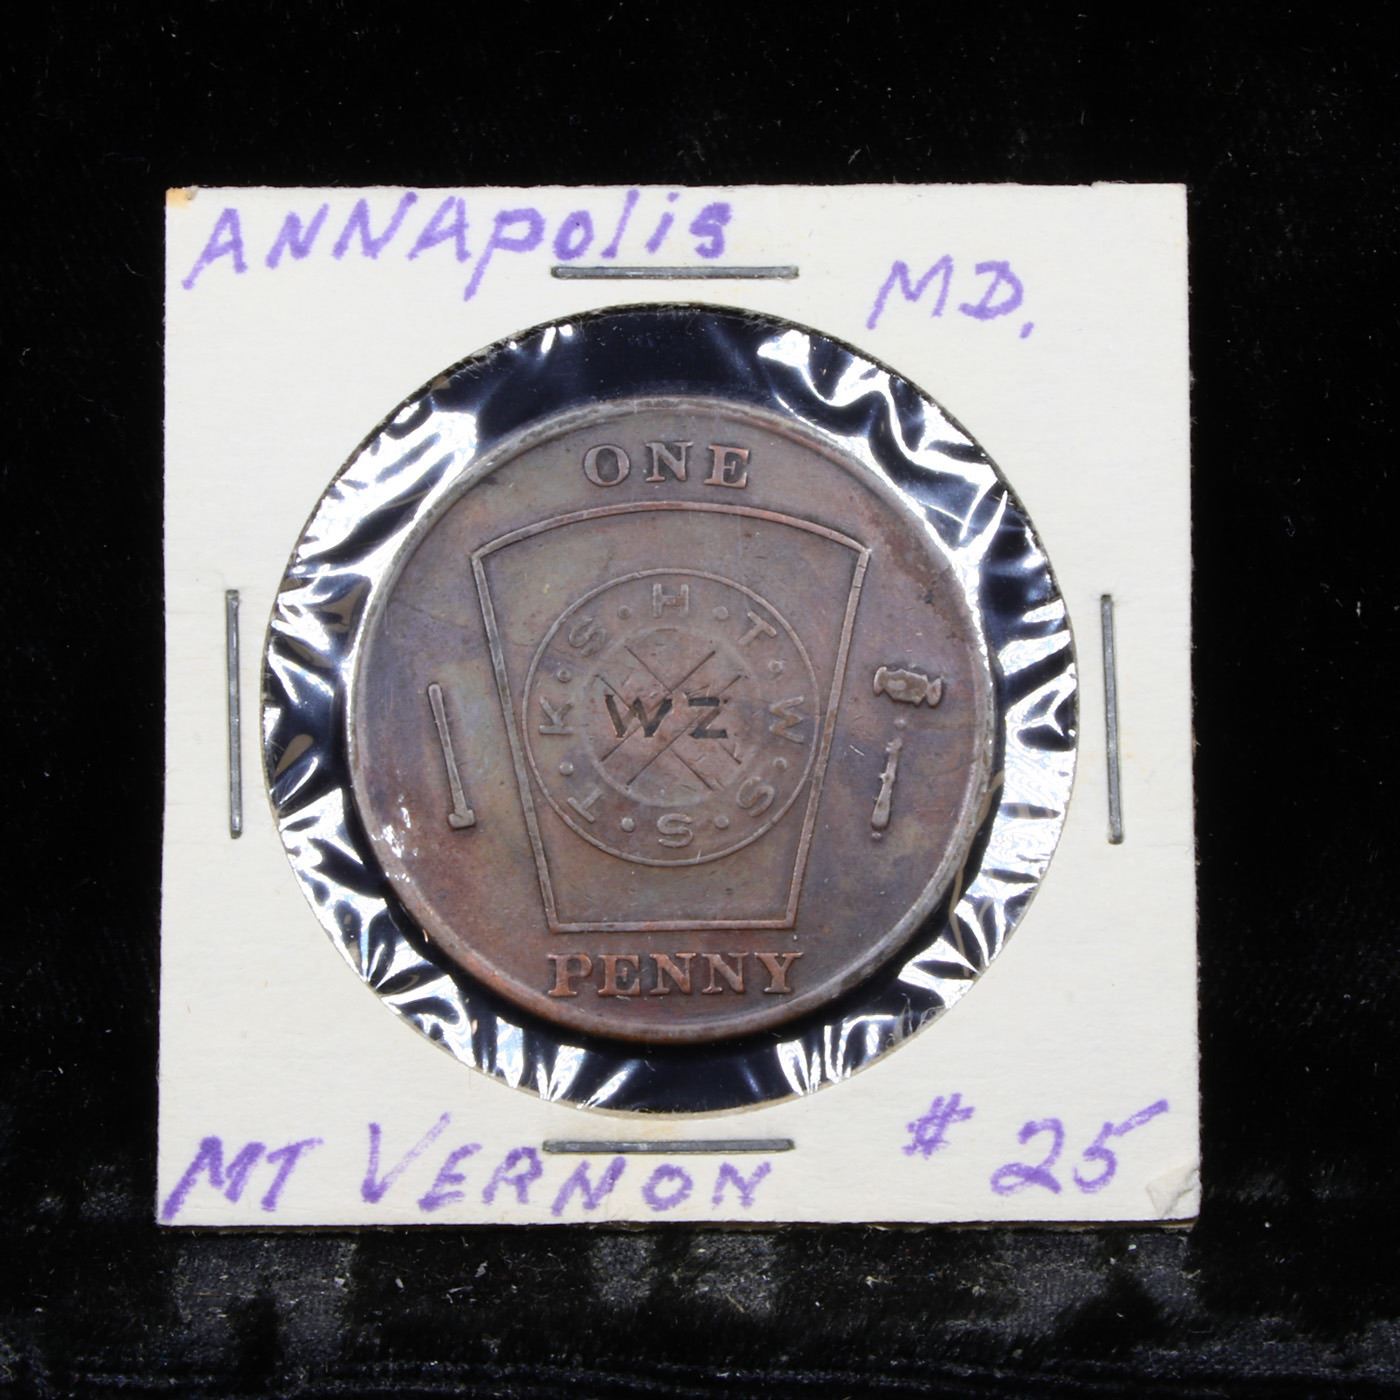 ANNApolis
MD.
ONE
H T W S S T K S
WZ
PENNY
MT VERNON # 25